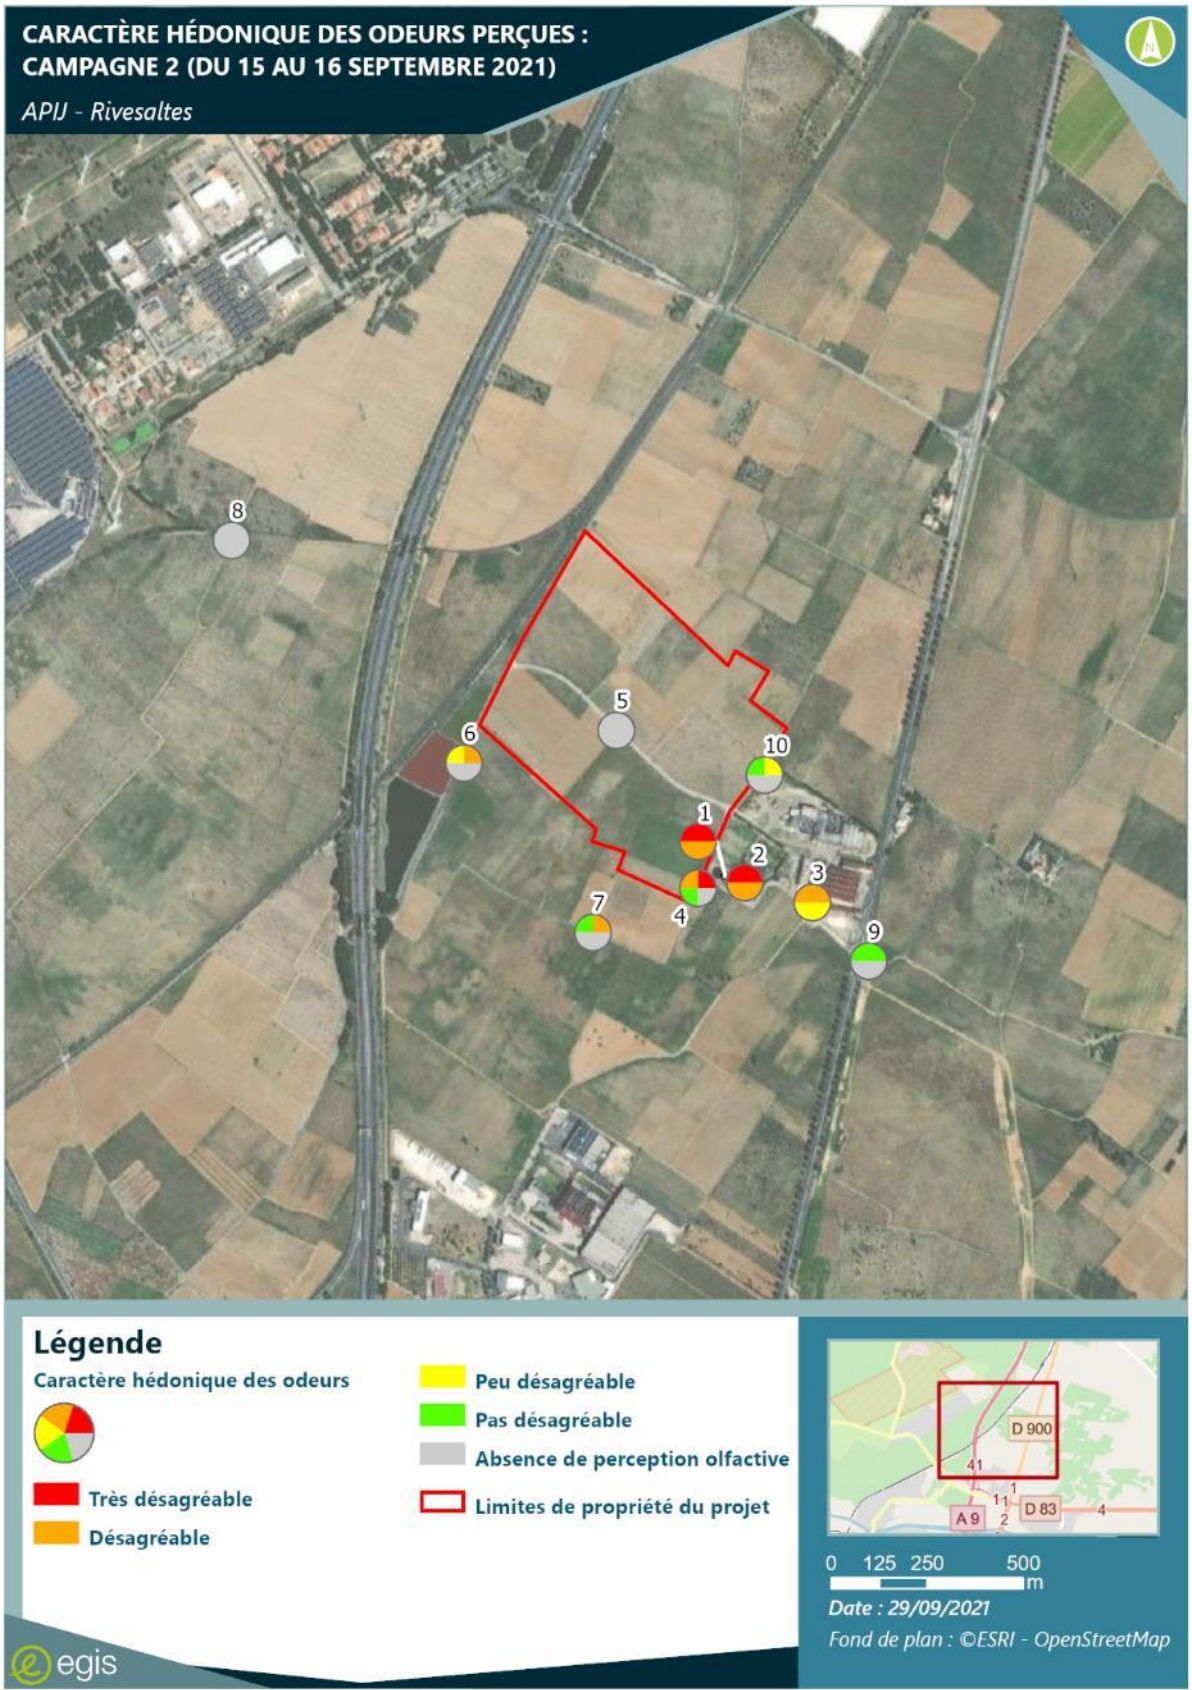 CARACTÈRE HÉDONIQUE DES ODEURS PERÇUES :
CAMPAGNE 2 (DU 15 AU 16 SEPTEMBRE 2021)
APIJ - Rivesaltes
N
8
5
6
10
1
2
3
7
4
9
Légende
Caractère hédonique des odeurs
Très désagréable
Désagréable
Peu désagréable
Pas désagréable
Absence de perception olfactive
Limites de propriété du projet
D 900
41
1
11
D 83
4
A 9
2
0 125 250 500
m
Date : 29/09/2021
Fond de plan : ©ESRI - OpenStreetMap
egis